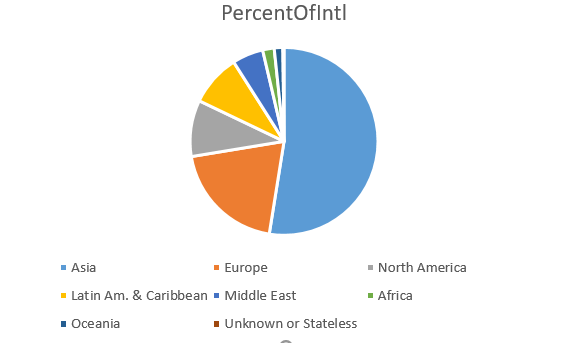 PercentOfIntl
Asia
Europe
North America
Latin Am. & Caribbean
Middle East
Africa
Oceania
Unknown or Stateless